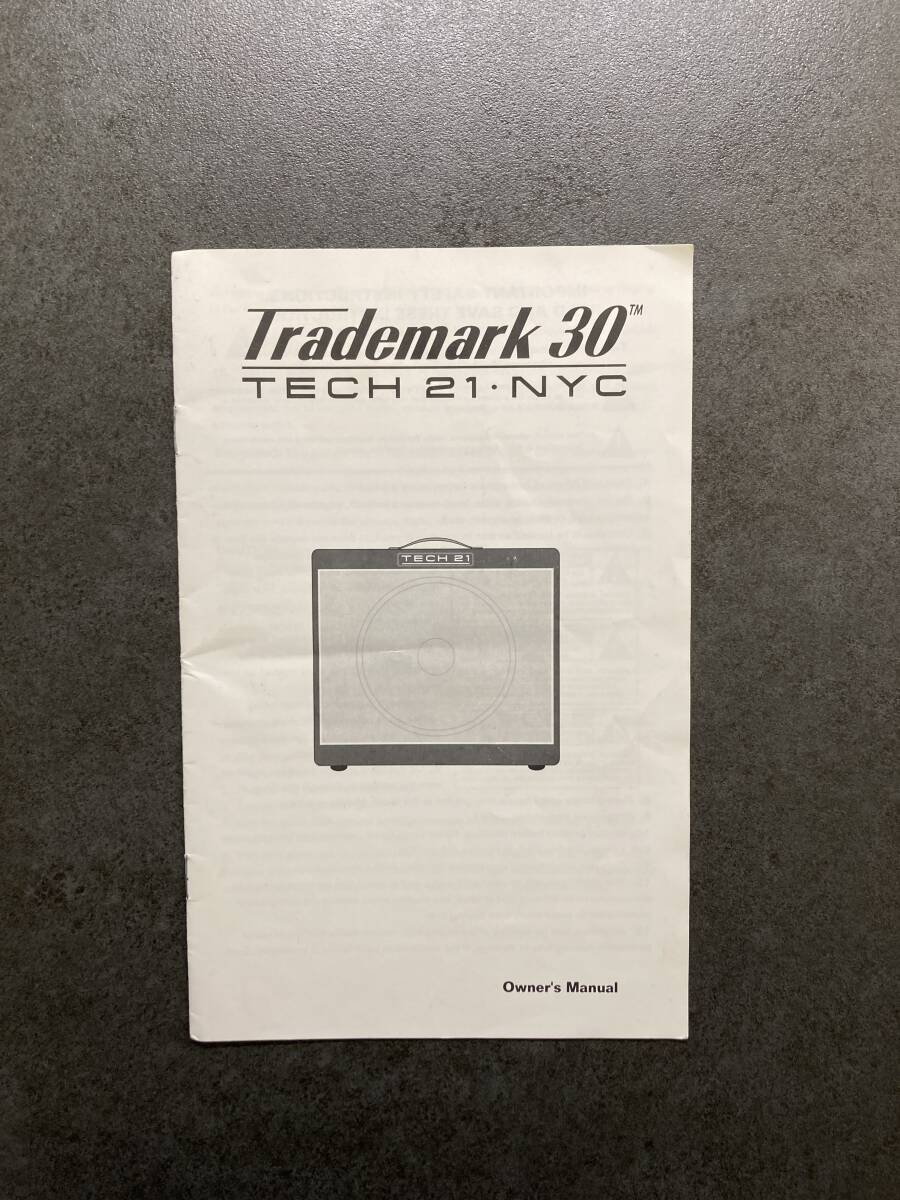 Trademark 30™
TECH 21·NYC
TECH 21
Owner's Manual